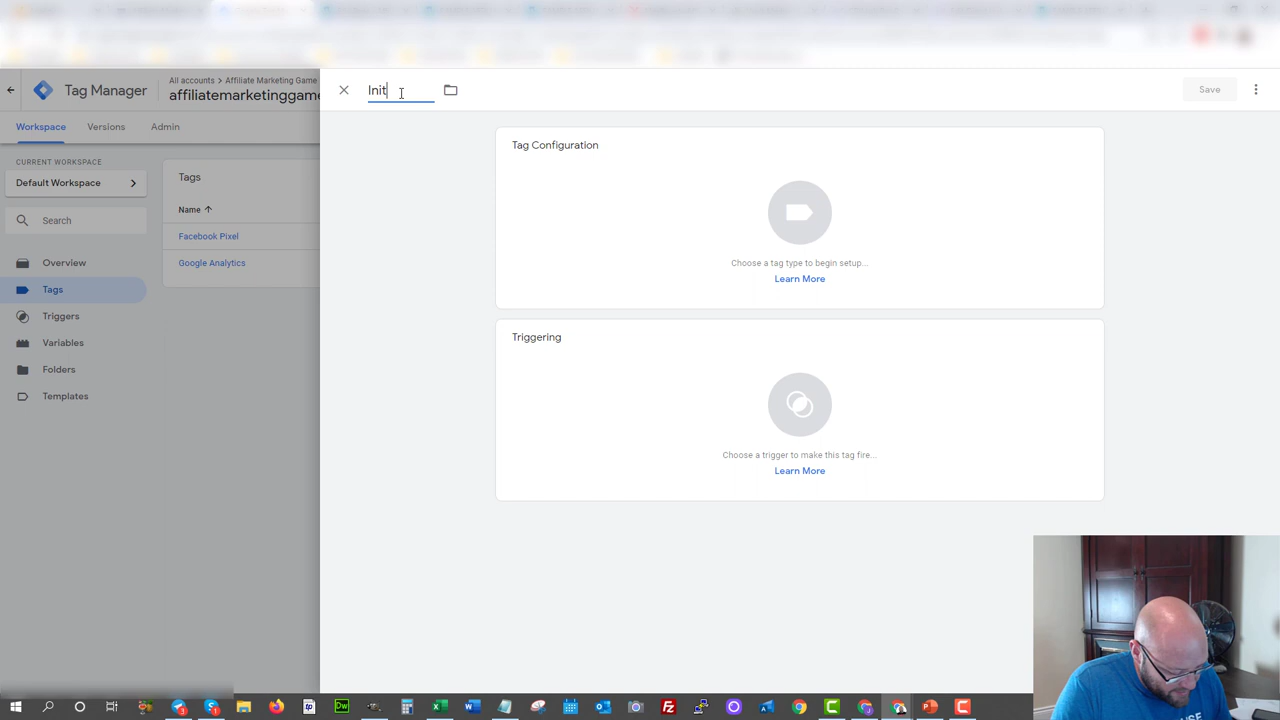 Tag Manager
All accounts > Affiliate Marketing Game
affiliatemarketinggame
Init
Save
Workspace
Versions
Admin
CURRENT WORKSPACE
Default Workspace
Search
Overview
Tags
Triggers
Variables
Folders
Templates
Tags
Name
Facebook Pixel
Google Analytics
Tag Configuration
Choose a tag type to begin setup...
Learn More
Triggering
Choose a trigger to make this tag fire...
Learn More